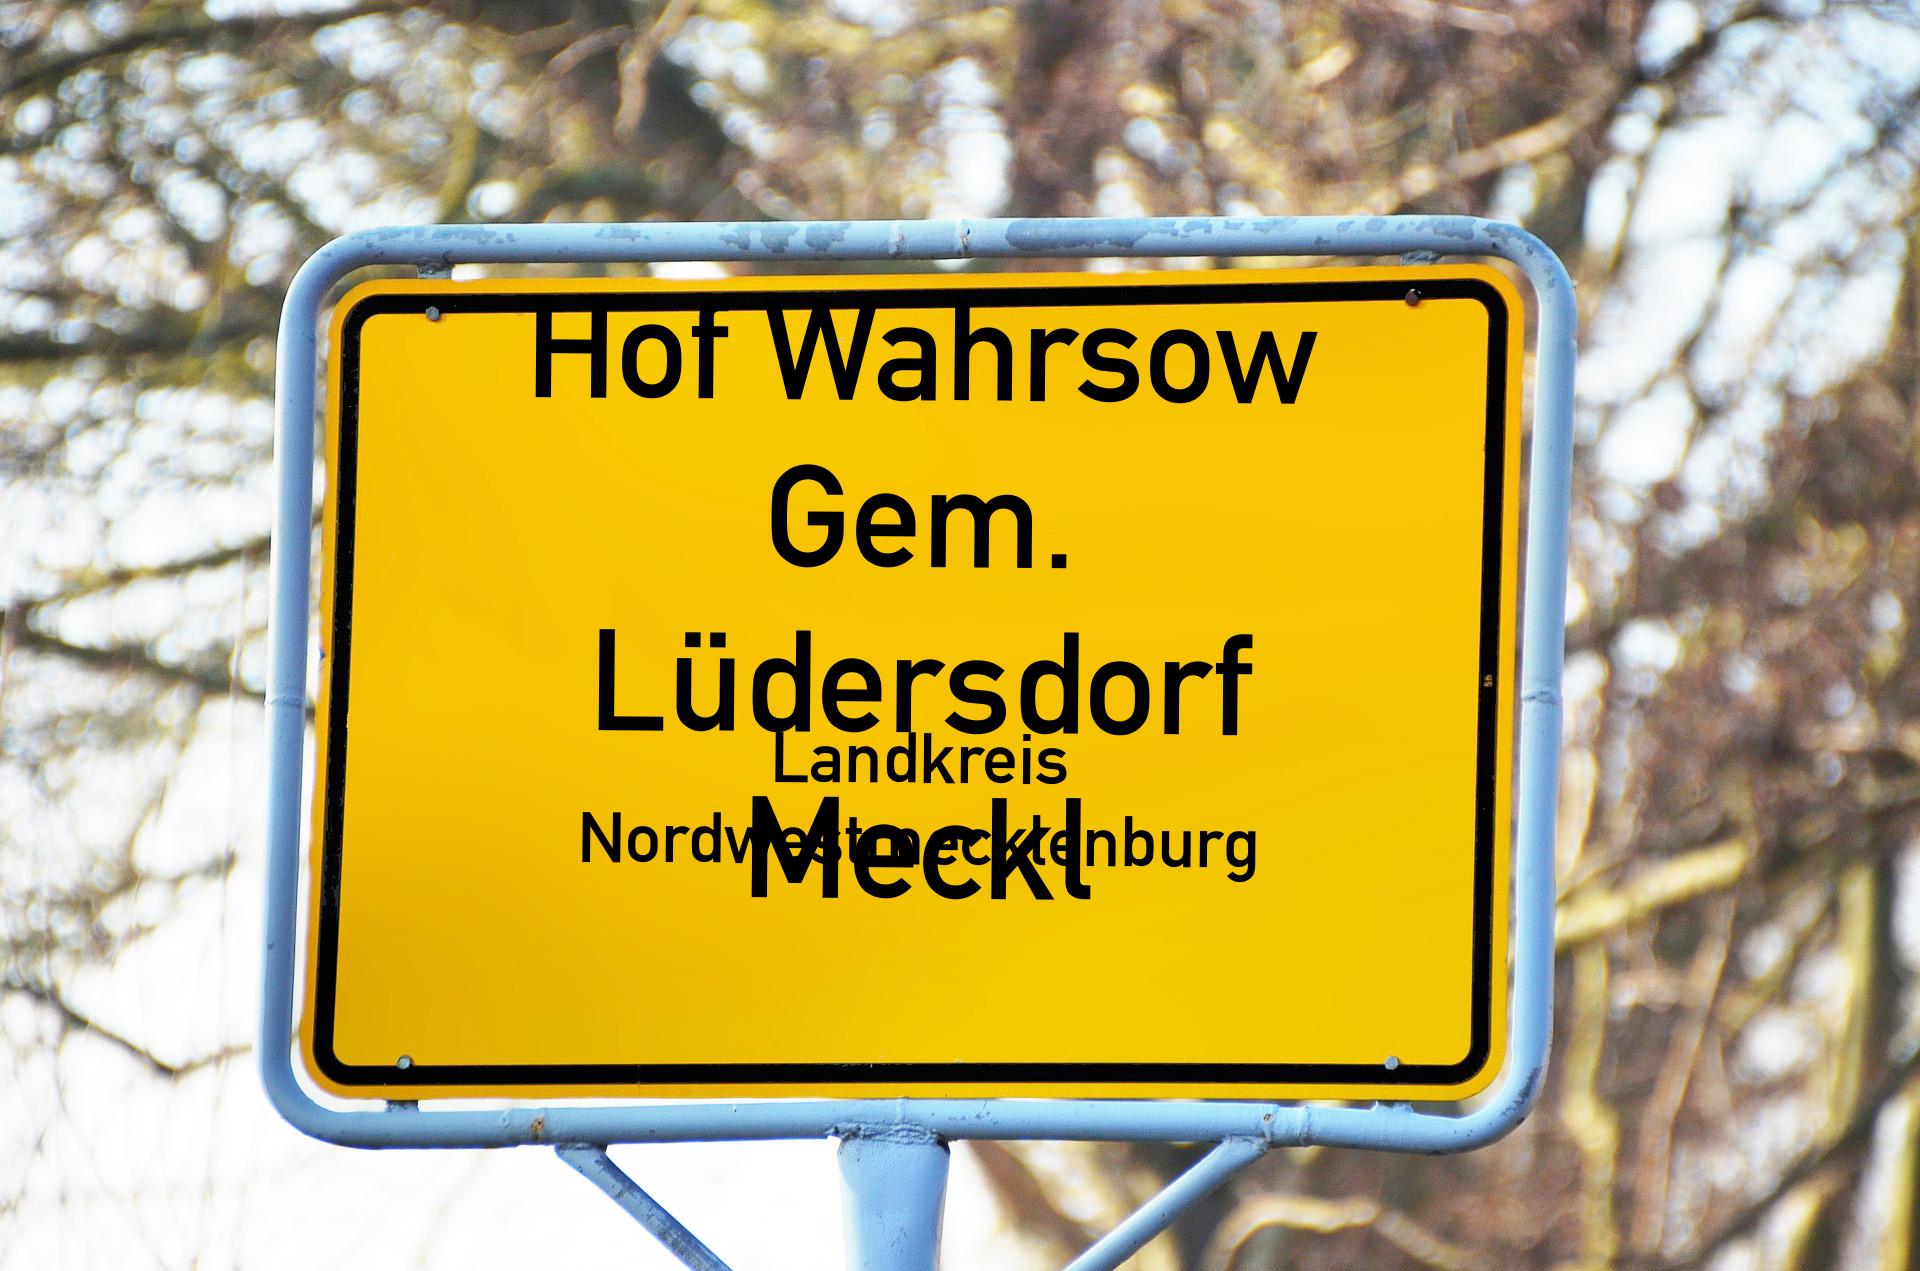 Hof Wahrsow
Gem.
Lüdersdorf
Landkreis
Nordwestmecklenburg
Meckl